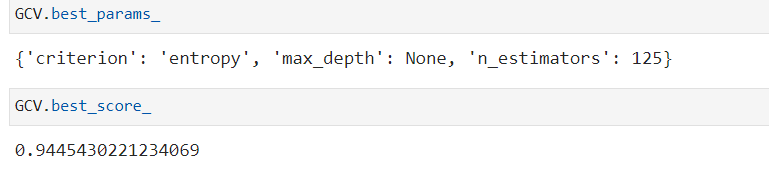 GCV.best_params_
{'criterion': 'entropy', 'max_depth': None, 'n_estimators': 125}
GCV.best_score_
0.9445430221234069